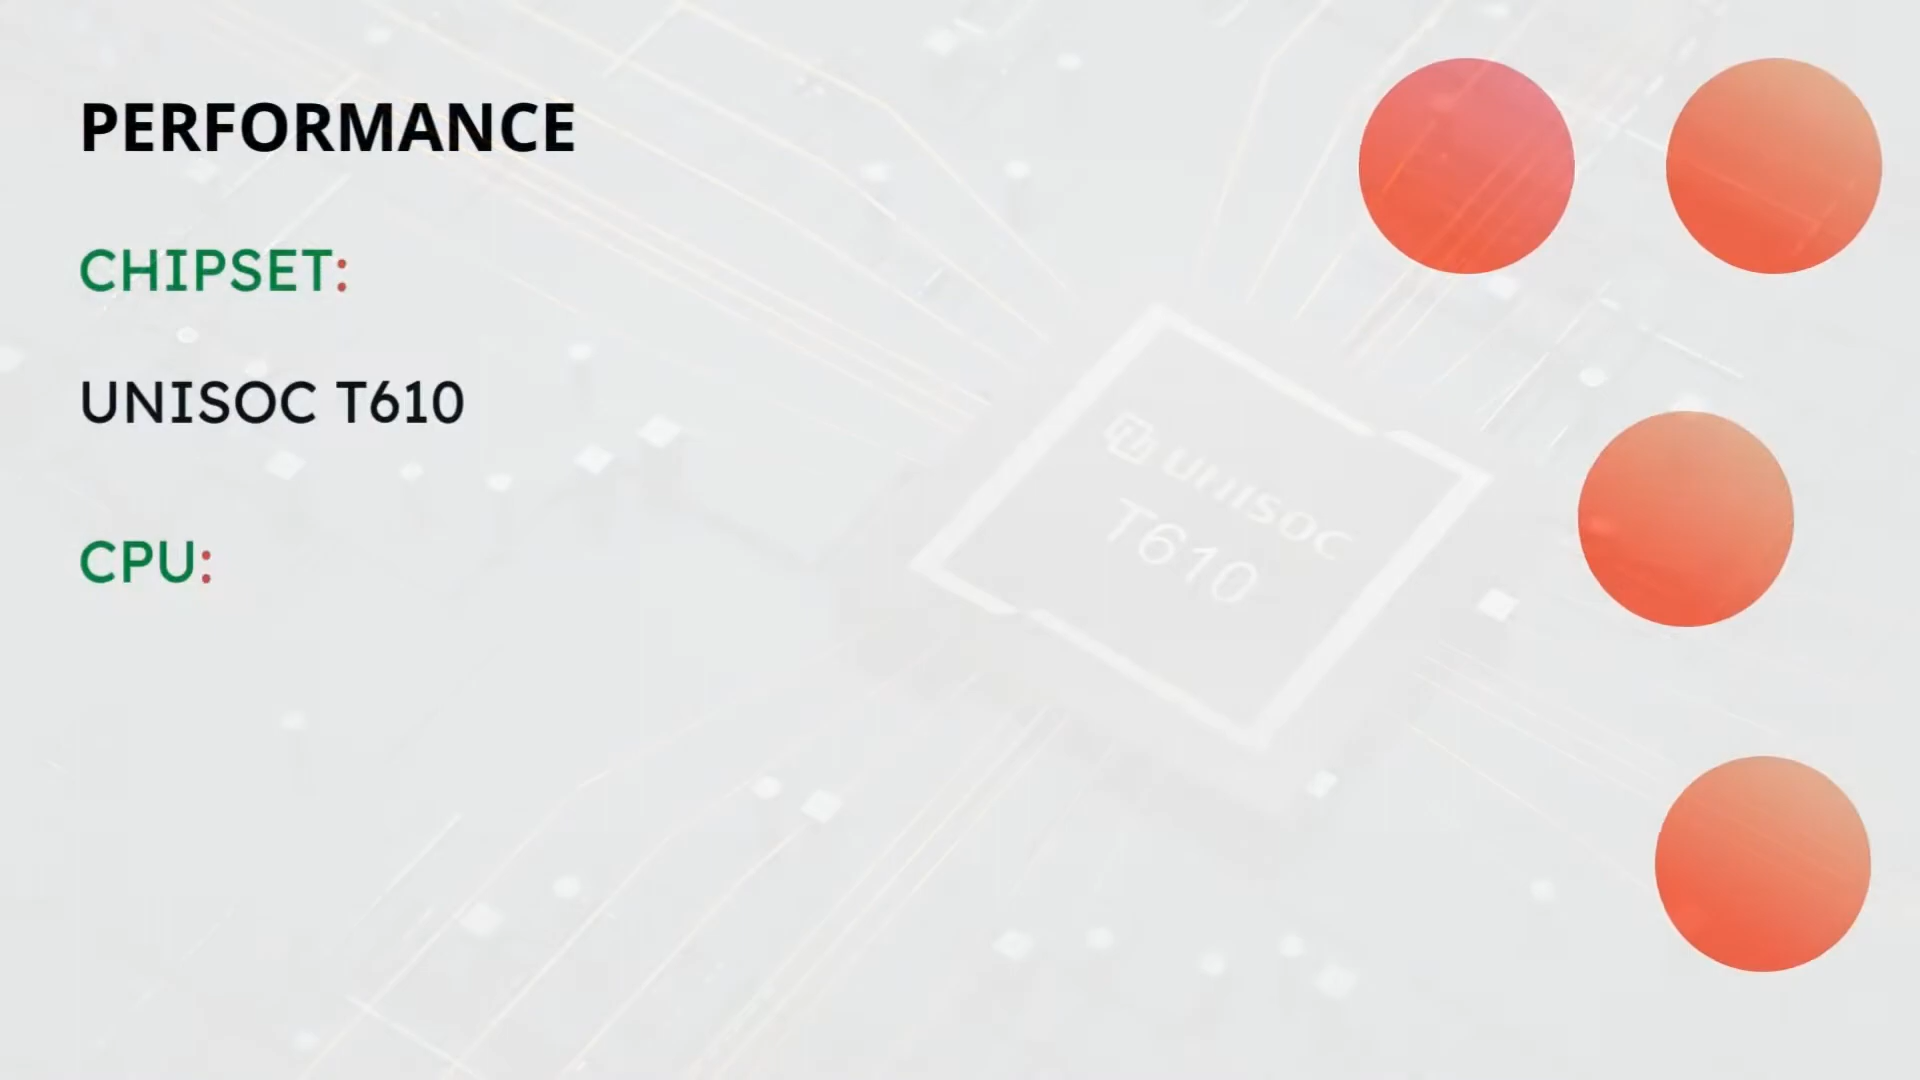 PERFORMANCE
CHIPSET:
UNISOC T610
CPU:
UNISOC
T610